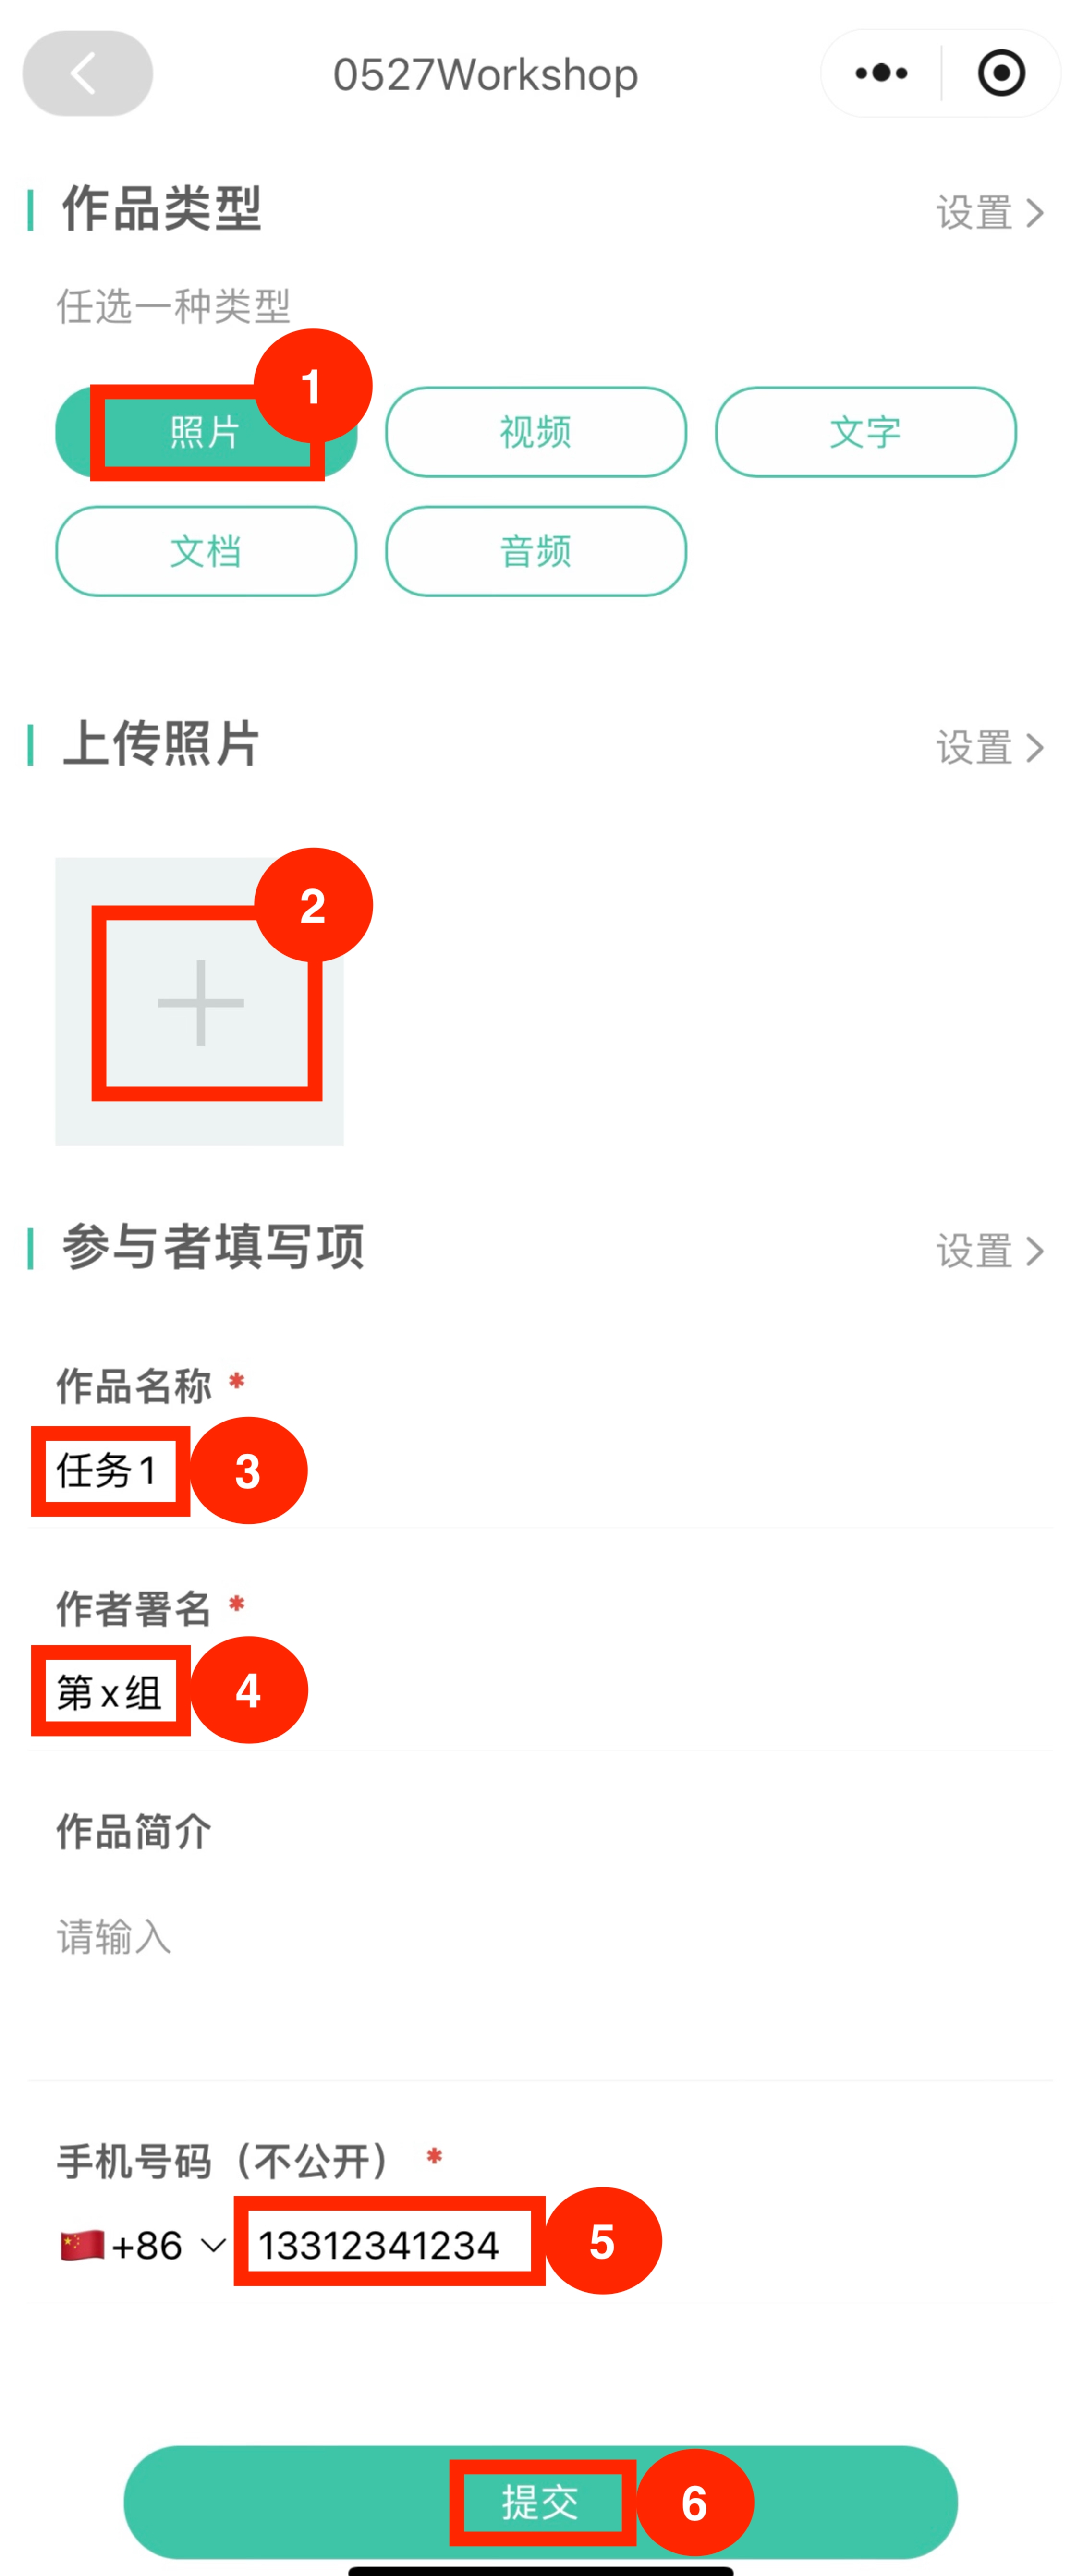 0527Workshop
作品类型
设置
任选一种类型
1
照片
视频
文字
文档
音频
上传照片
设置
2
参与者填写项
设置
作品名称 *
任务1
3
作者署名 *
第x组
4
作品简介
请输入
手机号码（不公开） *
+86 13312341234
5
提交
6